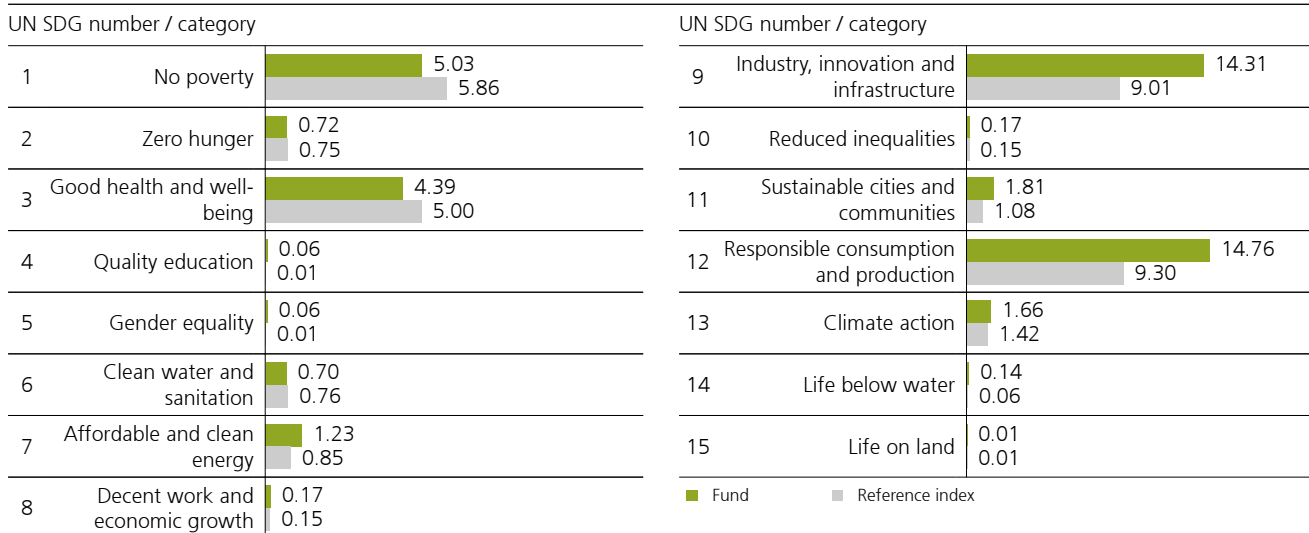 UN SDG number / category
1 No poverty 5.03
5.86
2 Zero hunger 0.72
0.75
3 Good health and well-
being 4.39
5.00
4 Quality education 0.06
0.01
5 Gender equality 0.06
0.01
6 Clean water and
sanitation 0.70
0.76
7 Affordable and clean
energy 1.23
0.85
8 Decent work and
economic growth 0.17
0.15
UN SDG number / category
9 Industry, innovation and
infrastructure 14.31
9.01
10 Reduced inequalities 0.17
0.15
11 Sustainable cities and
communities 1.81
1.08
12 Responsible consumption
and production 14.76
9.30
13 Climate action 1.66
1.42
14 Life below water 0.14
0.06
15 Life on land 0.01
0.01
Fund Reference index